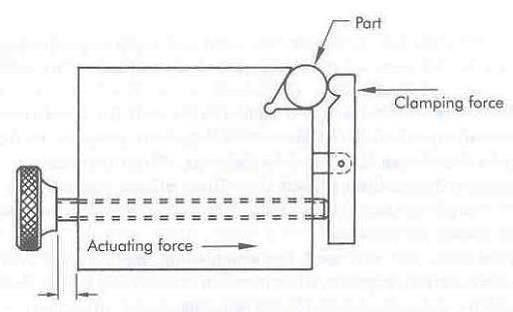 Part
Clamping force
Actuating force